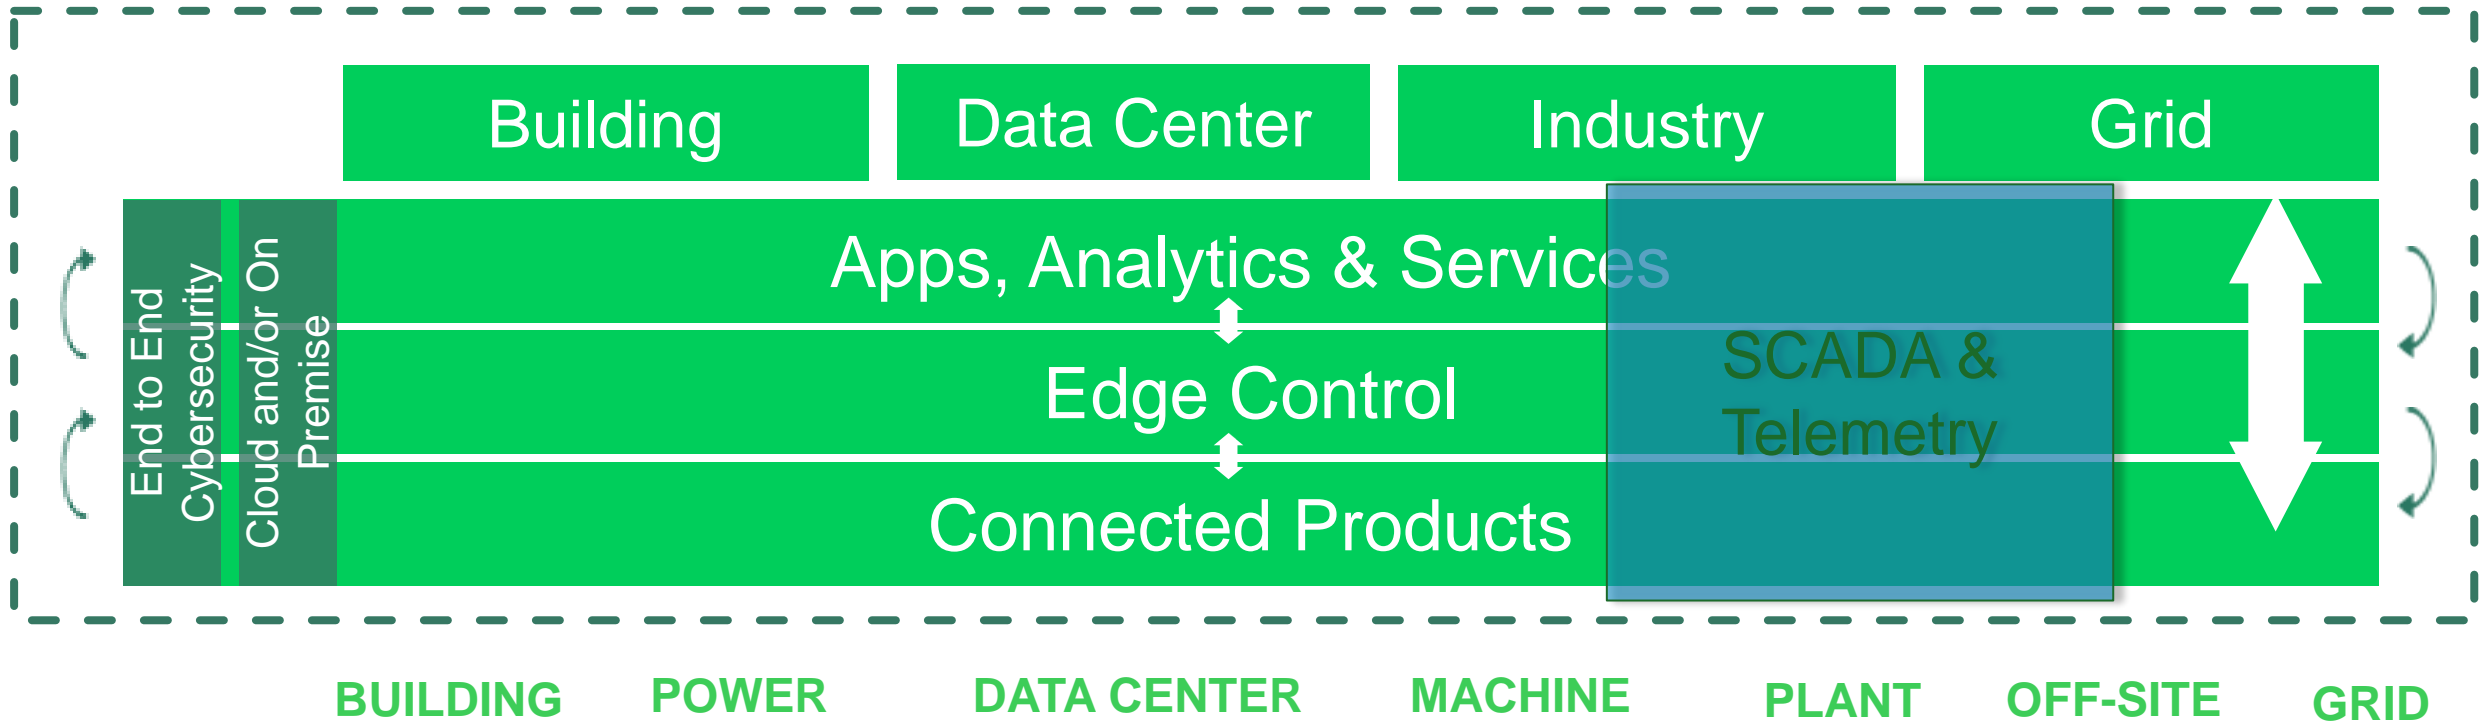 Building
Data Center
Industry
Grid
End to End
Cybersecurity
Cloud and/or On
Premise
Apps, Analytics & Services
Edge Control
Connected Products
SCADA &
Telemetry
BUILDING
POWER
DATA CENTER
MACHINE
PLANT
OFF-SITE
GRID